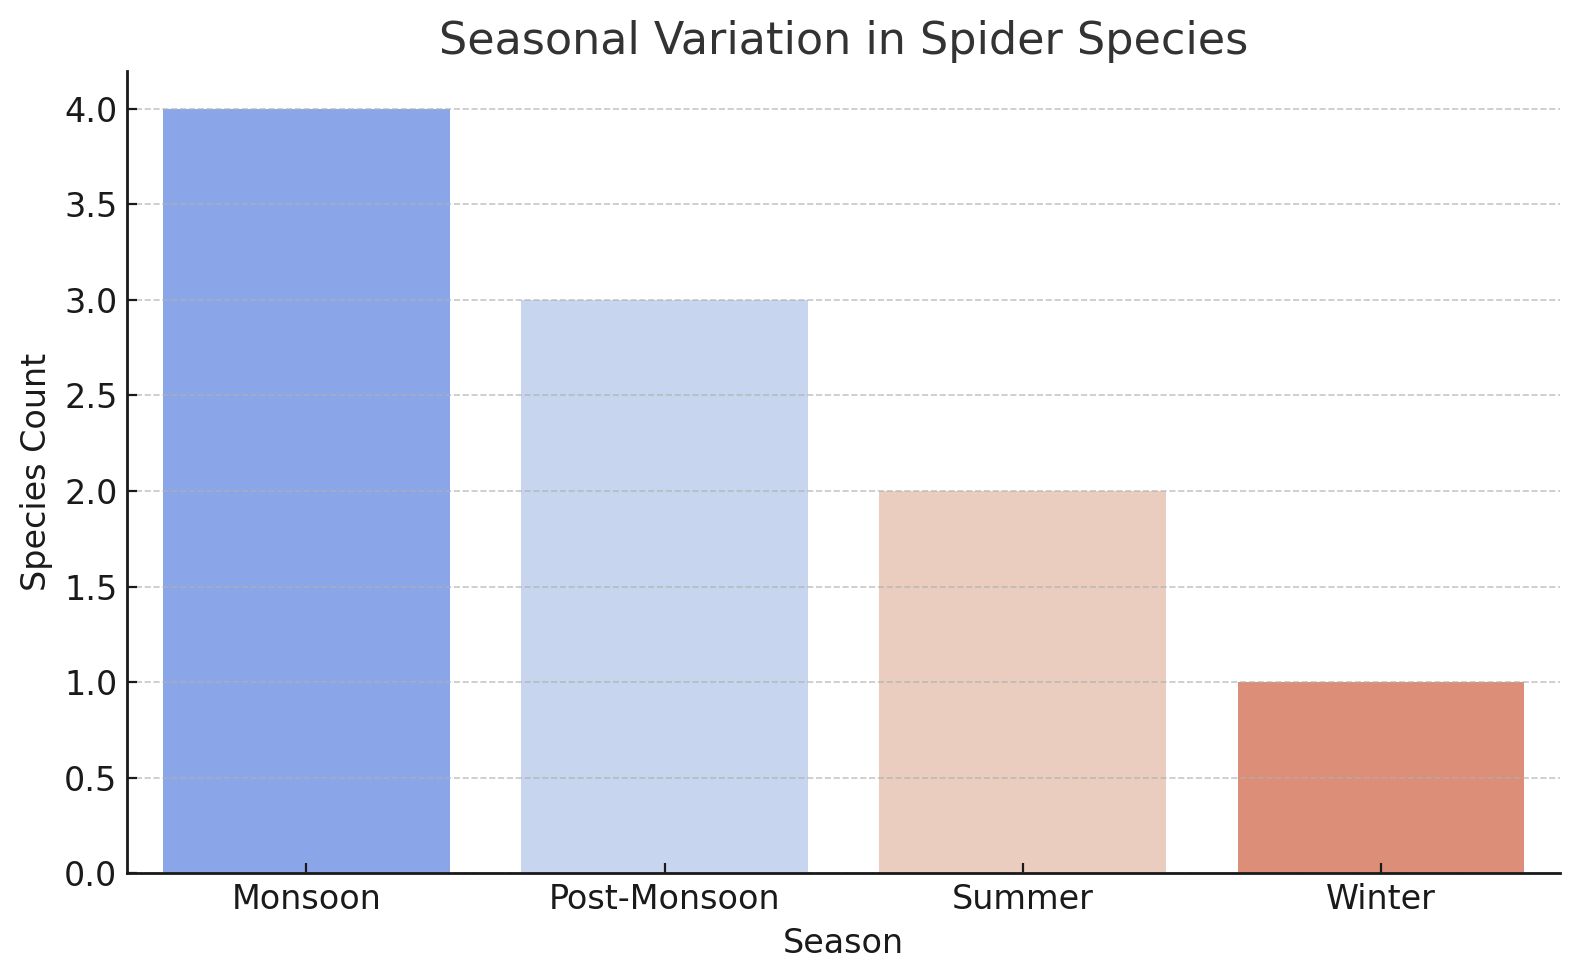 Seasonal Variation in Spider Species
Species Count
4.0
3.5
3.0
2.5
2.0
1.5
1.0
0.5
0.0
Monsoon Post-Monsoon Summer Winter
Season